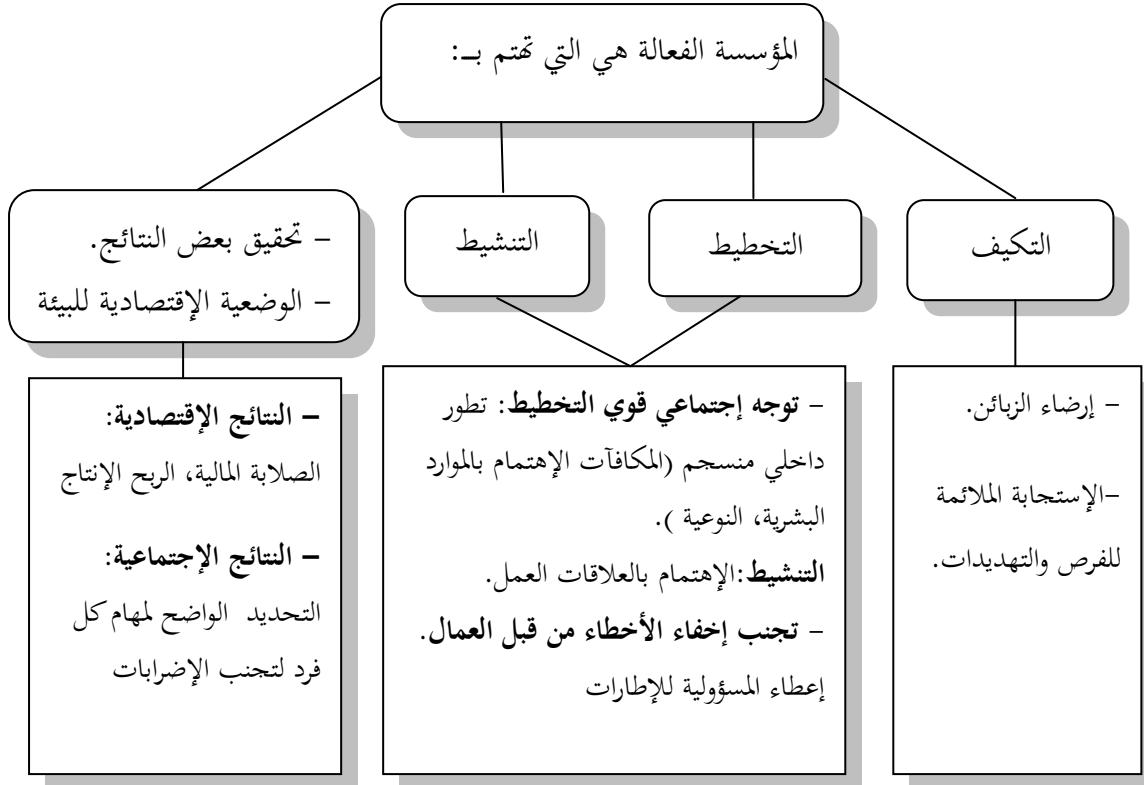 المؤسسة الفعالة هي التي تهتم بــ:
التكيف
التخطيط
التنشيط
– تحقيق بعض النتائج.
– الوضعية الإقتصادية للبيئة
– إرضاء الزبائن.
–الإستجابة الملائمة
للفرص والتهديدات.
– توجه إجتماعي قوي التخطيط: تطور
داخلي منسجم (المكافآت الإهتمام بالموارد
البشرية، النوعية ).
التنشيط:الإهتمام بالعلاقات العمل.
– تجنب إخفاء الأخطاء من قبل العمال.
إعطاء المسؤولية للإطارات
– النتائج الإقتصادية:
الصلابة المالية، الربح الإنتاج
– النتائج الإجتماعية:
التحديد الواضح لمهام كل
فرد لتجنب الإضرابات